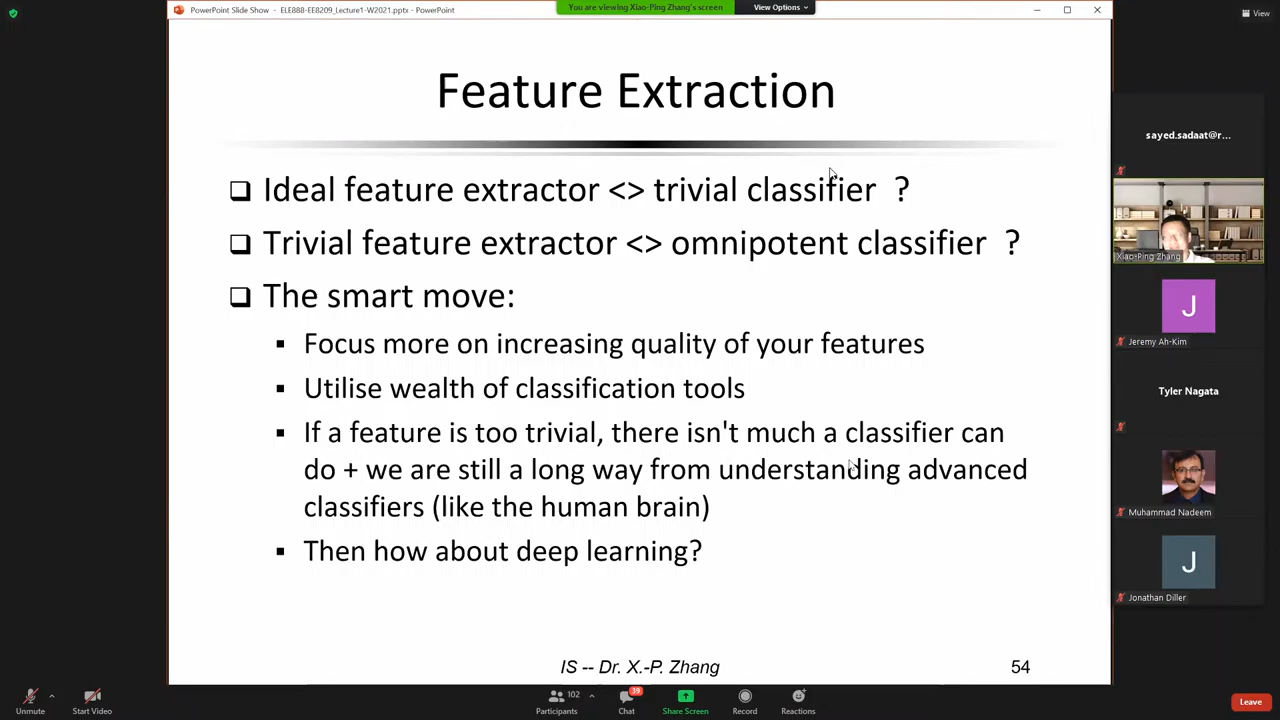 PowerPoint Slide Show - ELE888-EE8209_Lecture1-W2021.pptx - PowerPoint
You are viewing Xiao-Ping Zhang's screen
View Options
View
Feature Extraction
Ideal feature extractor <> trivial classifier ?
Trivial feature extractor <> omnipotent classifier ?
The smart move:
Focus more on increasing quality of your features
Utilise wealth of classification tools
If a feature is too trivial, there isn't much a classifier can
do + we are still a long way from understanding advanced
classifiers (like the human brain)
Then how about deep learning?
IS -- Dr. X.-P. Zhang
54
sayed.sadaat@r...
Xiao-Ping Zhang
J
Jeremy Ah-Kim
Tyler Nagata
Muhammad Nadeem
J
Jonathan Diller
Unmute
Start Video
102
Participants
39
Chat
Share Screen
Record
Reactions
Leave